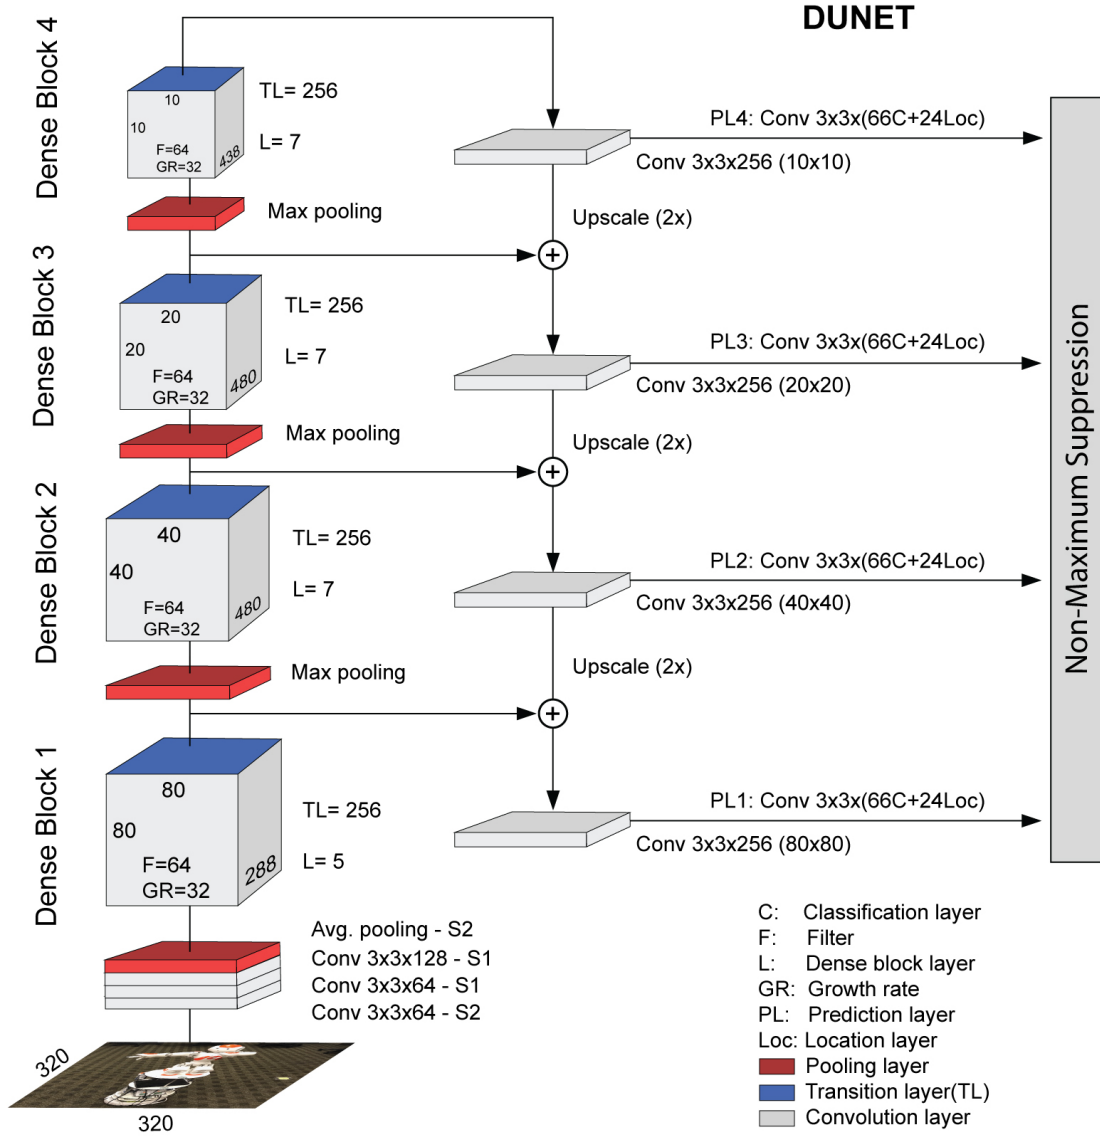 DUNET
Dense Block 4
10
10
F=64
GR=32
438
TL= 256
L= 7
PL4: Conv 3x3x(66C+24Loc)
Conv 3x3x256 (10x10)
Max pooling
Upscale (2x)
+
Dense Block 3
20
20
F=64
GR=32
480
TL= 256
L= 7
PL3: Conv 3x3x(66C+24Loc)
Conv 3x3x256 (20x20)
Max pooling
Upscale (2x)
+
Dense Block 2
40
40
F=64
GR=32
480
TL= 256
L= 7
PL2: Conv 3x3x(66C+24Loc)
Conv 3x3x256 (40x40)
Max pooling
Upscale (2x)
+
Dense Block 1
80
80
F=64
GR=32
288
TL= 256
L= 5
PL1: Conv 3x3x(66C+24Loc)
Conv 3x3x256 (80x80)
Non-Maximum Suppression
Avg. pooling - S2
Conv 3x3x128 - S1
Conv 3x3x64 - S1
Conv 3x3x64 - S2
320
320
C: Classification layer
F: Filter
L: Dense block layer
GR: Growth rate
PL: Prediction layer
Loc: Location layer
Pooling layer
Transition layer(TL)
Convolution layer